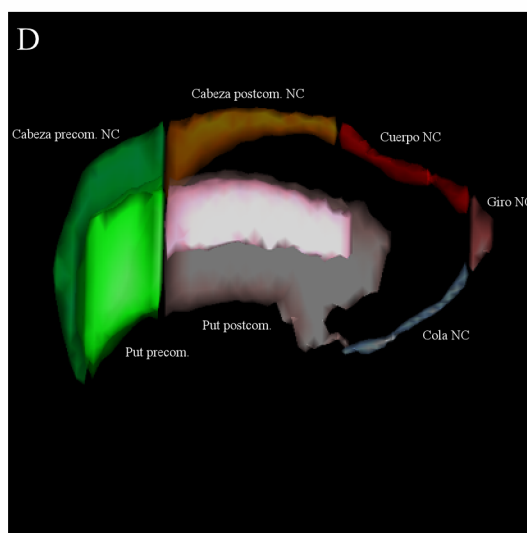 D
Cabeza postcom. NC
Cabeza precom. NC
Cuerpo NC
Giro NC
Put postcom.
Cola NC
Put precom.